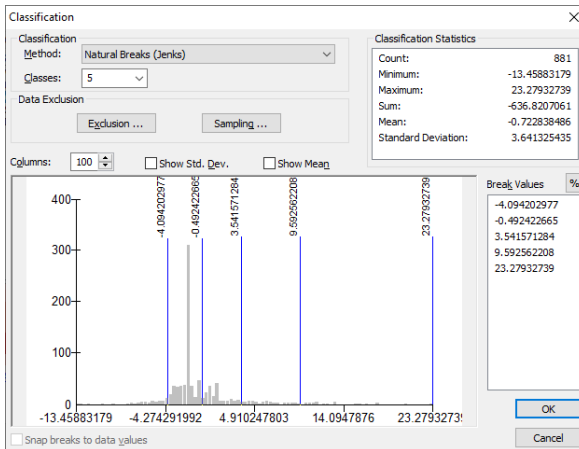 Classification
Classification
Method: Natural Breaks (Jenks)
Classes: 5
Data Exclusion
Exclusion ... Sampling ...
Classification Statistics
Count: 881
Minimum: -13.45883179
Maximum: 23.27932739
Sum: -636.8207061
Mean: -0.722838486
Standard Deviation: 3.641325435
Columns: 100 Show Std. Dev. Show Mean
Break Values %
-4.094202977
-0.492422665
3.541571284
9.592562208
23.27932739
-4.094202977
-0.492422665
3.541571284
9.592562208
23.27932739
400
300
200
100
0
-13.45883179 -4.274291992 4.910247803 14.0947876 23.27932739
Snap breaks to data values
OK
Cancel